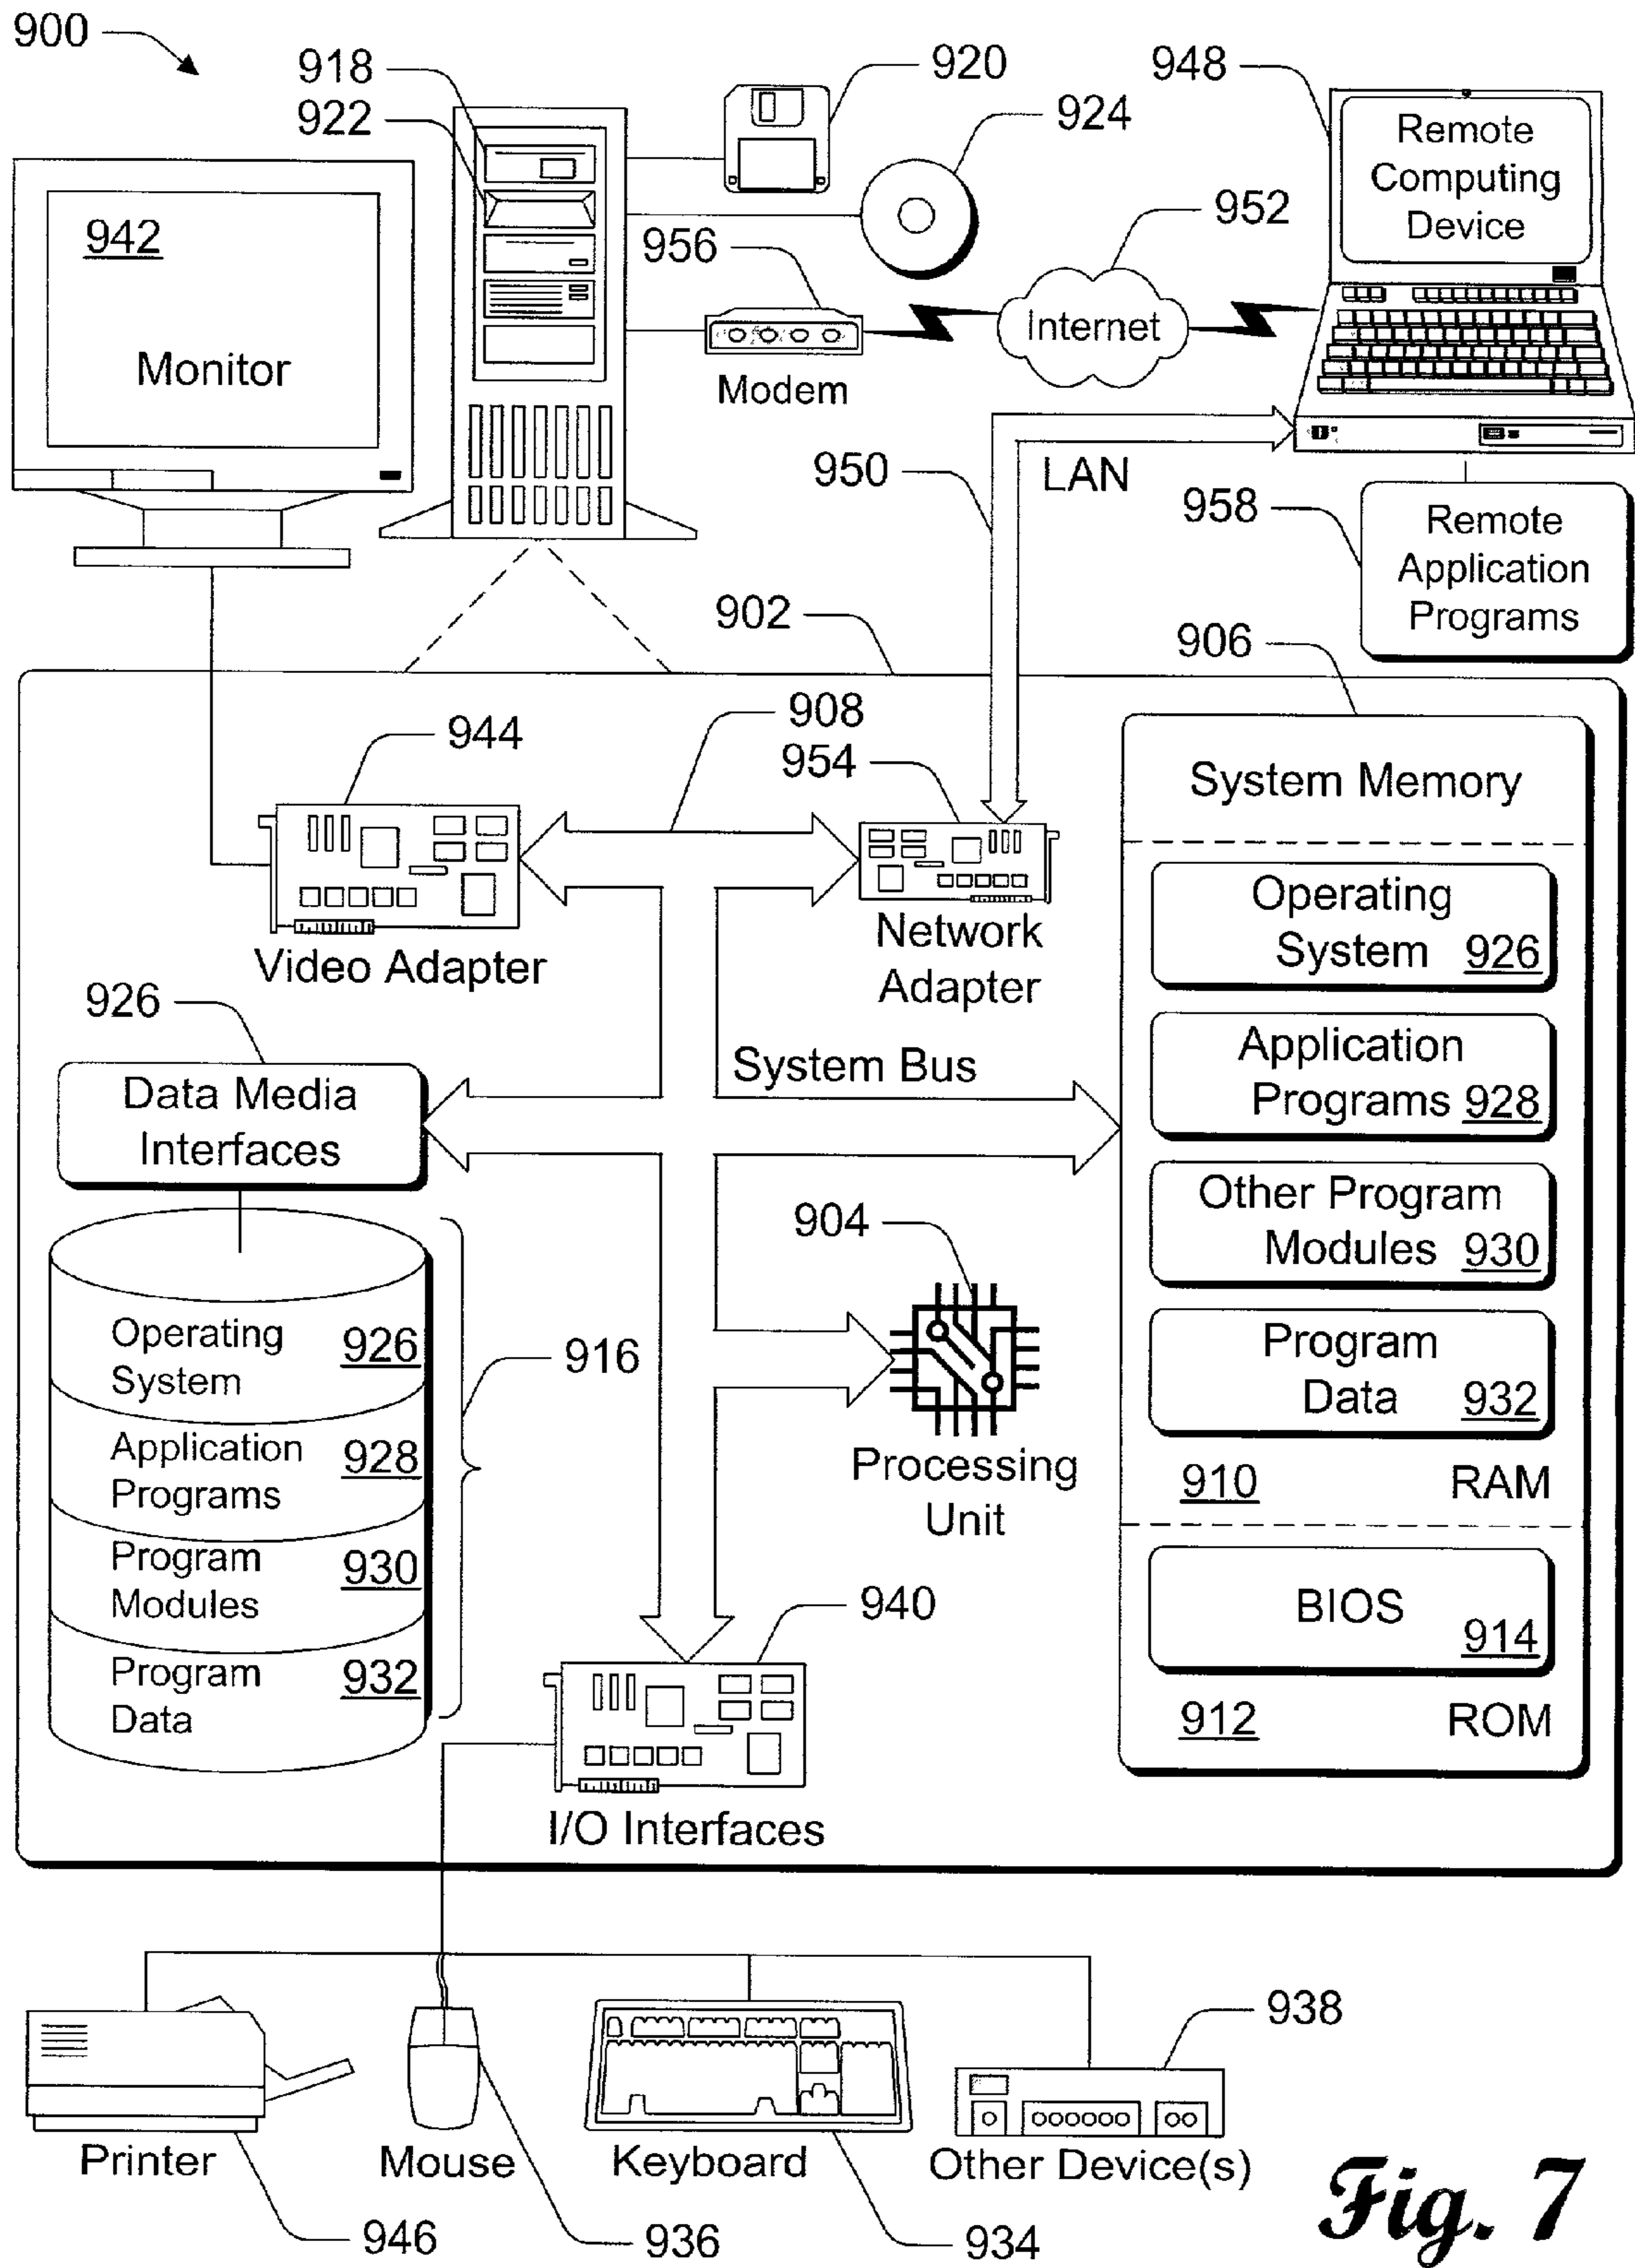 900
918
922
920
924
948
Remote
Computing
Device
942
Monitor
956
Modem
952
Internet
950
LAN
958
Remote
Application
Programs
902
906
944
908
954
Video Adapter
Network
Adapter
System Memory
Operating
System 926
Application
Programs 928
Other Program
Modules 930
Program
Data 932
910 RAM
BIOS
914
912 ROM
926
Data Media
Interfaces
System Bus
904
Processing
Unit
Operating
System 926
Application
Programs 928
Program
Modules 930
Program
Data 932
916
940
I/O Interfaces
938
Printer
Mouse
Keyboard
Other Device(s)
946
936
934
Fig. 7